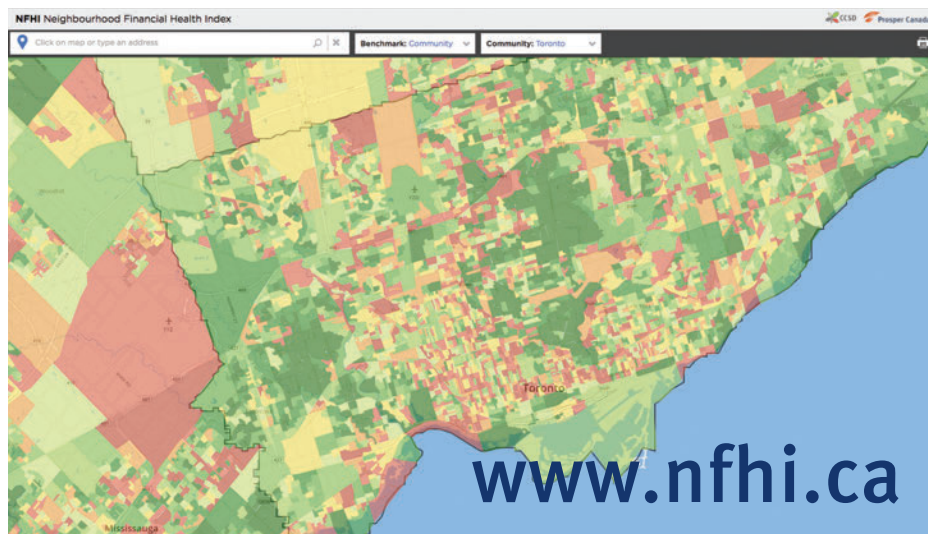 NFHI Neighbourhood Financial Health Index
CCSD Prosper Canada
Click on map or type an address
Benchmark: Community
Community: Toronto
Toronto
www.nfhi.ca
Mississauga